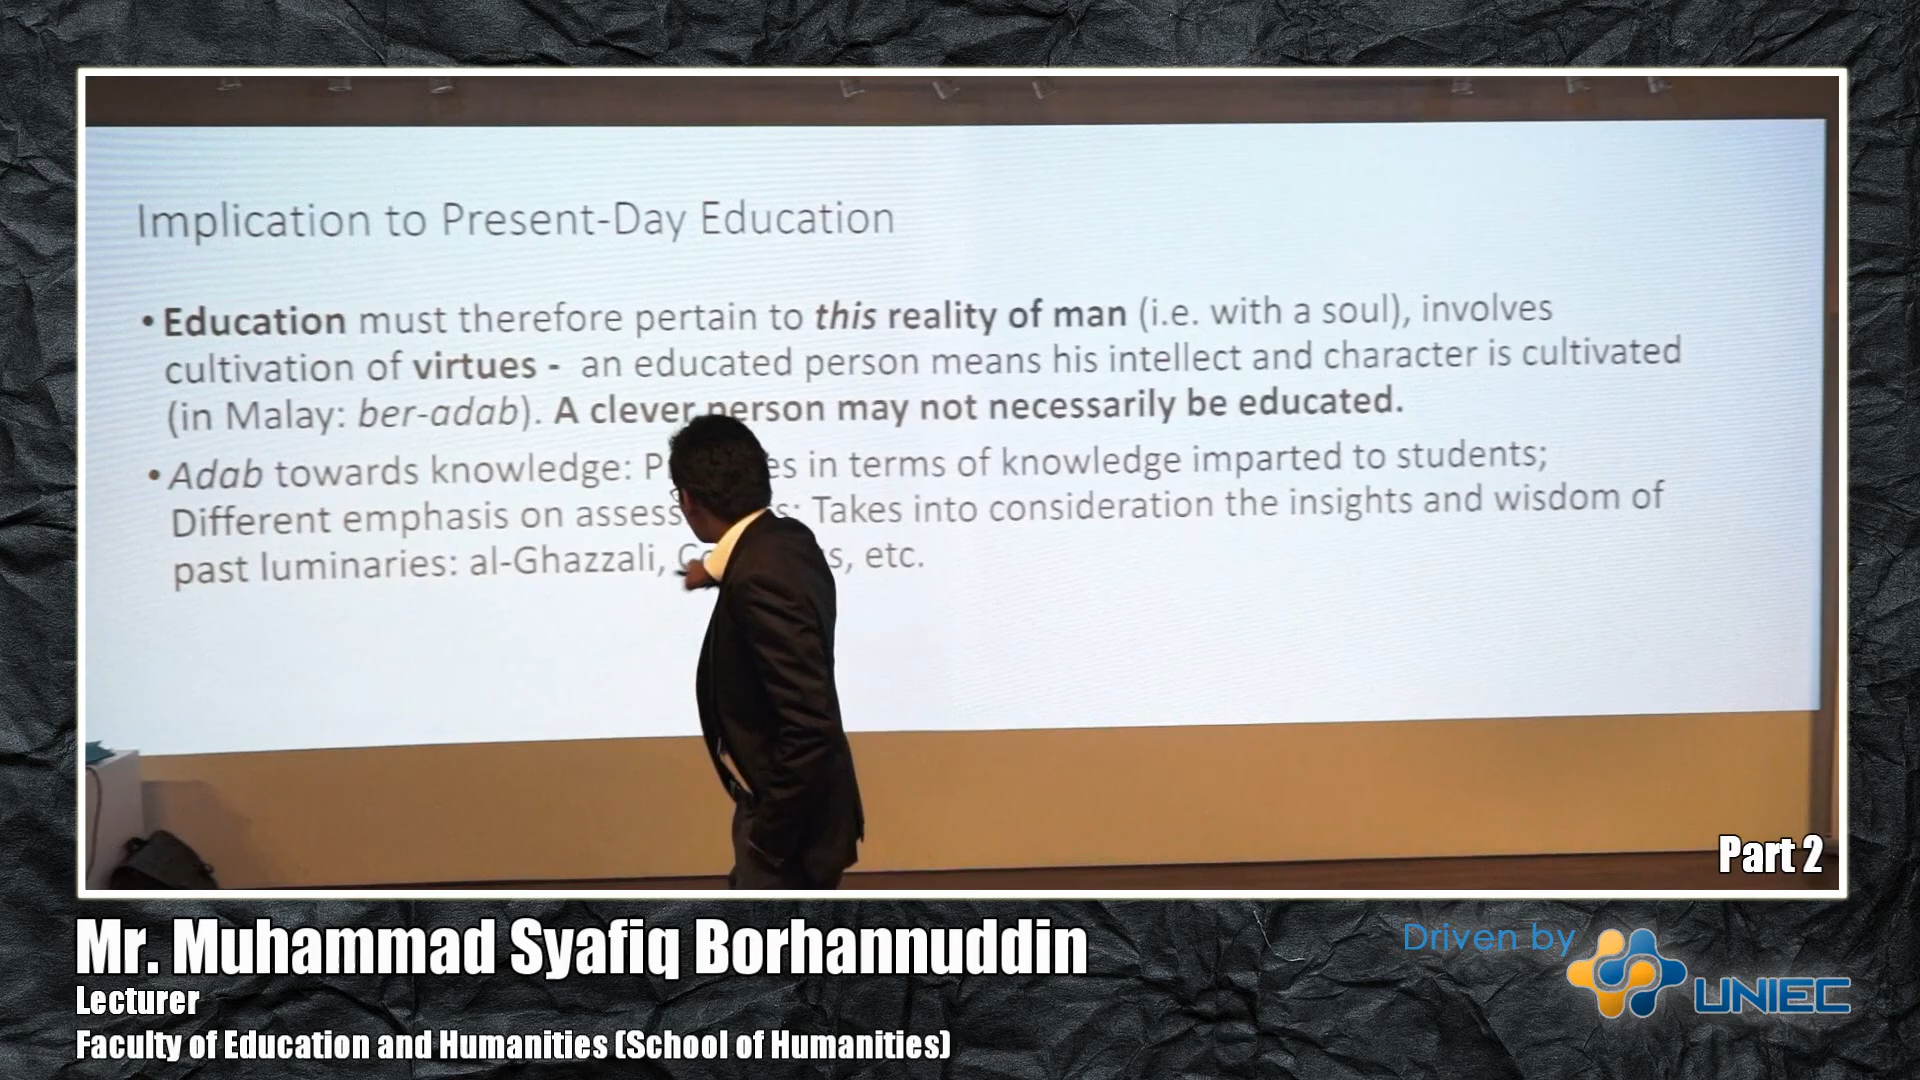 Implication to Present-Day Education
• Education must therefore pertain to this reality of man (i.e. with a soul), involves
cultivation of virtues - an educated person means his intellect and character is cultivated
(in Malay: ber-adab). A clever person may not necessarily be educated.
• Adab towards knowledge: in terms of knowledge imparted to students;
Different emphasis on Takes into consideration the insights and wisdom of
past luminaries: al-Ghazzali, etc.
Part 2
Mr. Muhammad Syafiq Borhannuddin
Lecturer
Faculty of Education and Humanities (School of Humanities)
Driven by
UNIEC